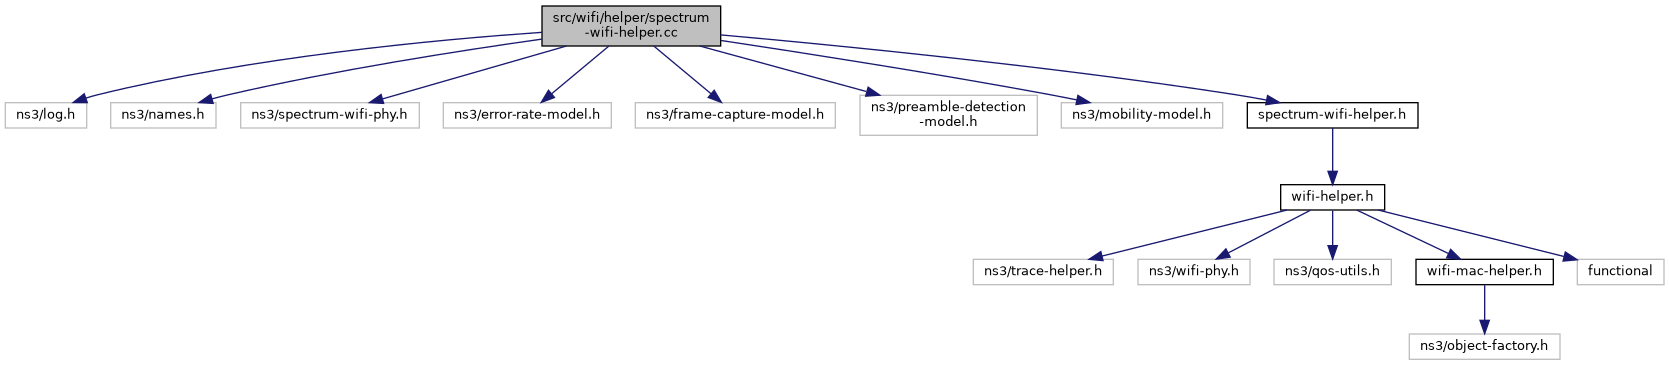 src/wifi/helper/spectrum
-wifi-helper.cc
ns3/log.h
ns3/names.h
ns3/spectrum-wifi-phy.h
ns3/error-rate-model.h
ns3/frame-capture-model.h
ns3/preamble-detection
-model.h
ns3/mobility-model.h
spectrum-wifi-helper.h
wifi-helper.h
ns3/trace-helper.h
ns3/wifi-phy.h
ns3/qos-utils.h
wifi-mac-helper.h
functional
ns3/object-factory.h